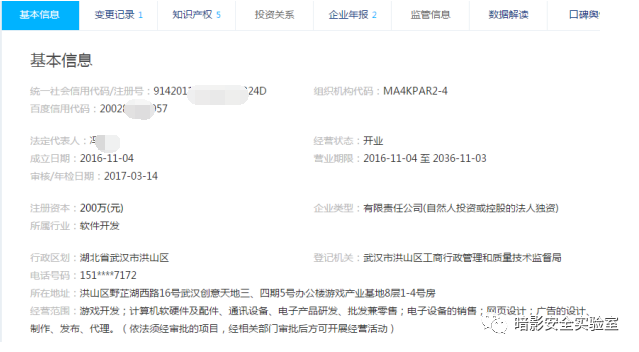 基本信息 变更记录 1 知识产权 5 投资关系 企业年报 2 监管信息 数据解读 口碑舆
基本信息
统一社会信用代码/注册号：914201 224D 组织机构代码：MA4KPAR2-4
百度信用代码：20028 957
法定代表人：冯 经营状态：开业
成立日期：2016-11-04 营业期限：2016-11-04 至 2036-11-03
审核/年检日期：2017-03-14
注册资本：200万(元) 企业类型：有限责任公司(自然人投资或控股的法人独资)
所属行业：软件开发
行政区划：湖北省武汉市洪山区 登记机关：武汉市洪山区工商行政管理和质量技术监督局
电话号码：151****7172
所在地址：洪山区野芷湖西路16号武汉创意天地三、四期5号办公楼游戏产业基地8层1-4号房
经营范围：游戏开发；计算机软硬件及配件、通讯设备、电子产品研发、批发兼零售；电子设备的销售；网页设计；广告的设计、
制作、发布、代理。（依法须经审批的项目，经相关部门审批后方可开展经营活动）
暗影安全实验室